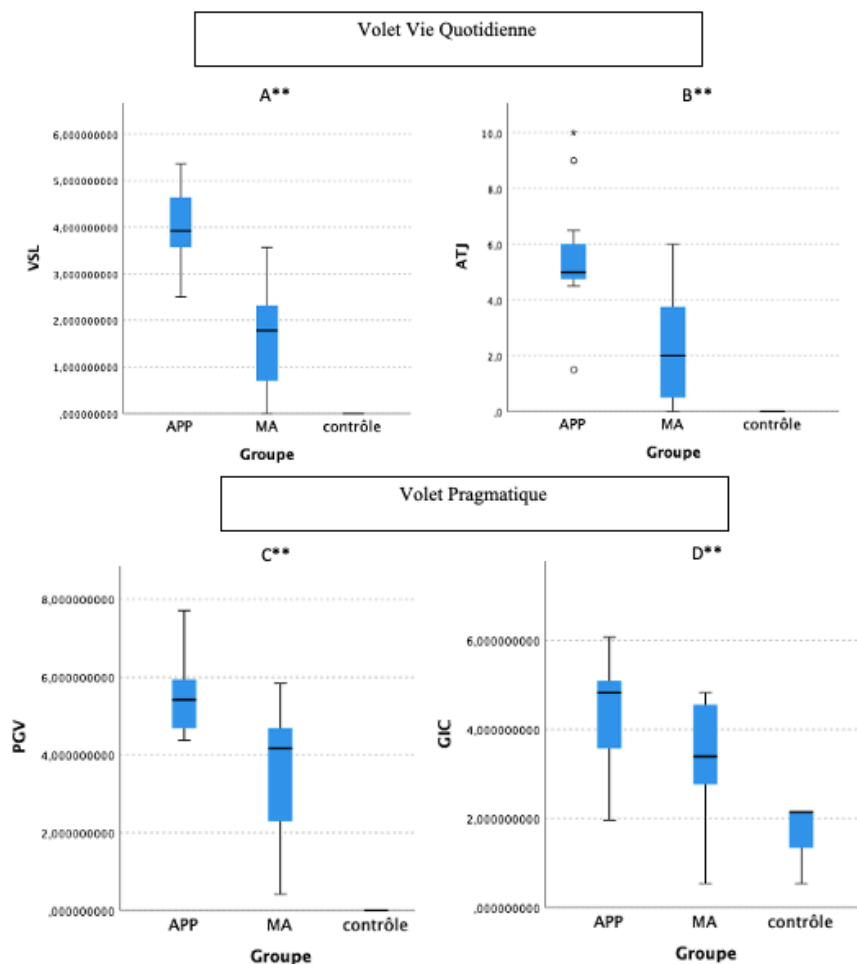 Volet Vie Quotidienne
A**
VSL
6,000000000
5,000000000
4,000000000
3,000000000
2,000000000
1,000000000
,000000000
APP MA contrôle
Groupe
B**
ATJ
10,0
8,0
6,0
4,0
2,0
,0
*
APP MA contrôle
Groupe
Volet Pragmatique
C**
PGV
8,000000000
6,000000000
4,000000000
2,000000000
,000000000
APP MA contrôle
Groupe
D**
GIC
6,000000000
4,000000000
2,000000000
,000000000
APP MA contrôle
Groupe